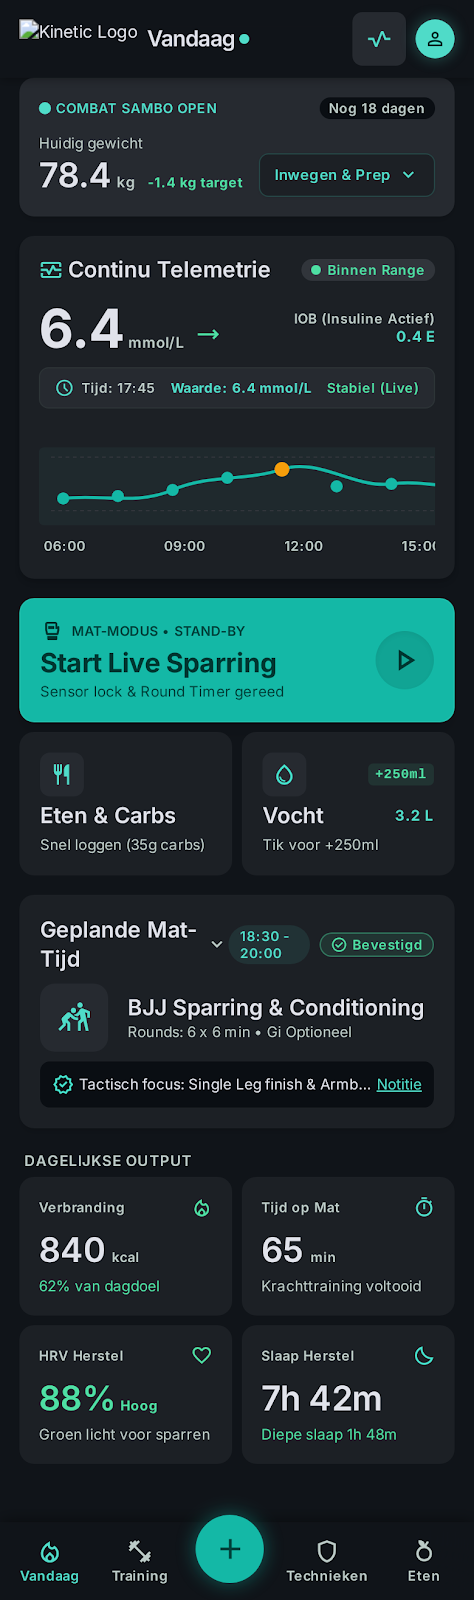 Kinetic Logo
Vandaag
COMBAT SAMBO OPEN
Nog 18 dagen
Huidig gewicht
78.4 kg -1.4 kg target
Inwegen & Prep
Continu Telemetrie
Binnen Range
6.4 mmol/L →
IOB (Insuline Actief)
0.4 E
Tijd: 17:45 Waarde: 6.4 mmol/L Stabiel (Live)
06:00 09:00 12:00 15:00
MAT-MODUS • STAND-BY
Start Live Sparring
Sensor lock & Round Timer gereed
Eten & Carbs
Snel loggen (35g carbs)
+250ml
Vocht 3.2 L
Tik voor +250ml
Geplande Mat-
Tijd
18:30 -
20:00
Bevestigd
BJJ Sparring & Conditioning
Rounds: 6 x 6 min • Gi Optioneel
Tactisch focus: Single Leg finish & Armb... Notitie
DAGELIJKSE OUTPUT
Verbranding
840 kcal
62% van dagdoel
Tijd op Mat
65 min
Krachttraining voltooid
HRV Herstel
88% Hoog
Groen licht voor sparren
Slaap Herstel
7h 42m
Diepe slaap 1h 48m
Vandaag
Training
+
Technieken
Eten